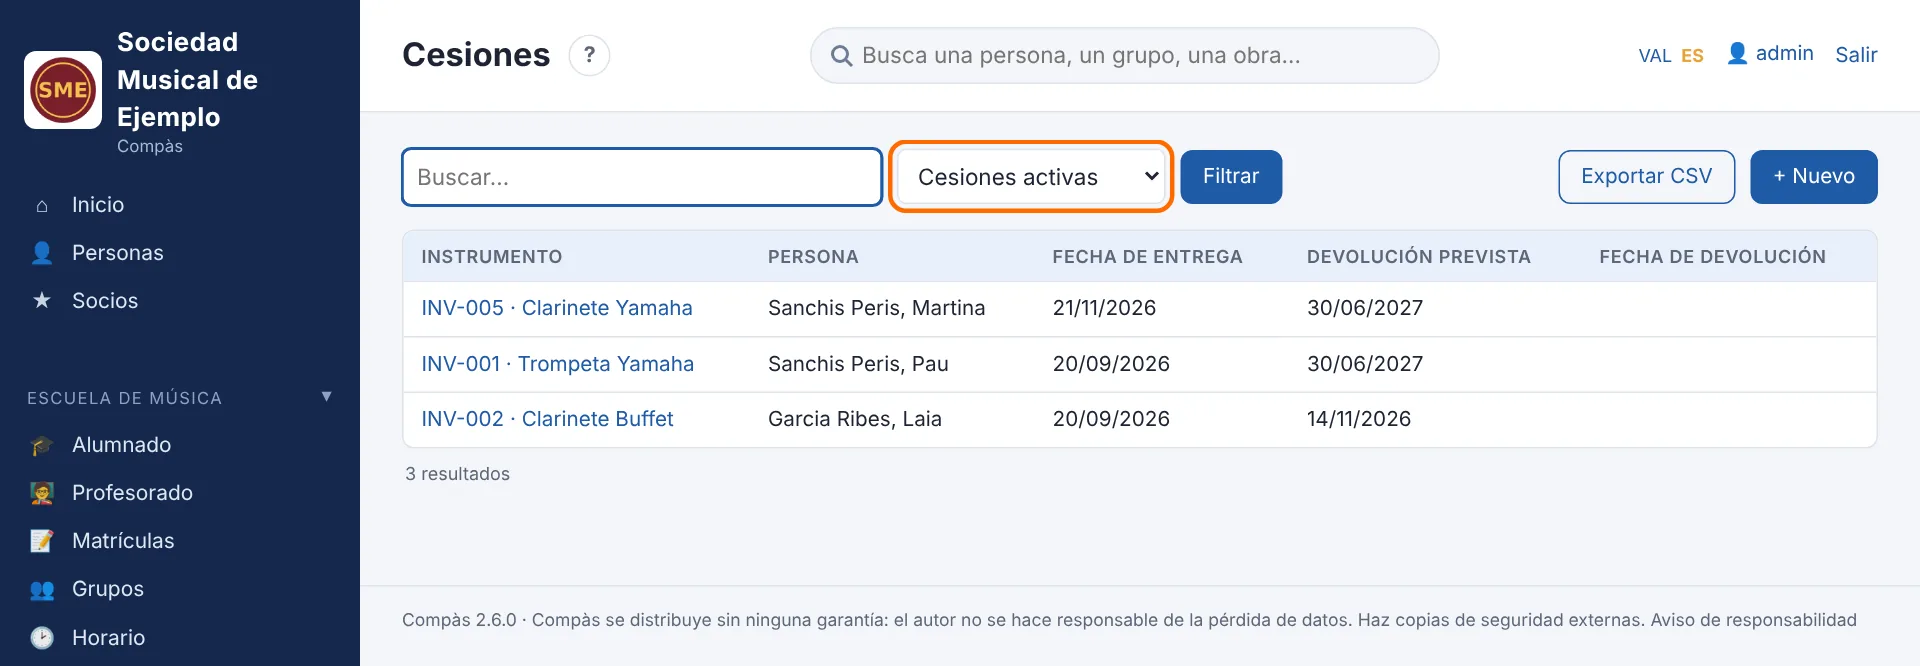 SME
Sociedad
Musical de
Ejemplo
Compàs
Inicio
Personas
Socios
ESCUELA DE MÚSICA
Alumnado
Profesorado
Matrículas
Grupos
Horario
Cesiones ?
Busca una persona, un grupo, una obra...
VAL ES admin Salir
Buscar...
Cesiones activas
Filtrar
Exportar CSV
+ Nuevo
INSTRUMENTO PERSONA FECHA DE ENTREGA DEVOLUCIÓN PREVISTA FECHA DE DEVOLUCIÓN
INV-005 · Clarinete Yamaha Sanchis Peris, Martina 21/11/2026 30/06/2027
INV-001 · Trompeta Yamaha Sanchis Peris, Pau 20/09/2026 30/06/2027
INV-002 · Clarinete Buffet Garcia Ribes, Laia 20/09/2026 14/11/2026
3 resultados
Compàs 2.6.0 · Compàs se distribuye sin ninguna garantía: el autor no se hace responsable de la pérdida de datos. Haz copias de seguridad externas. Aviso de responsabilidad